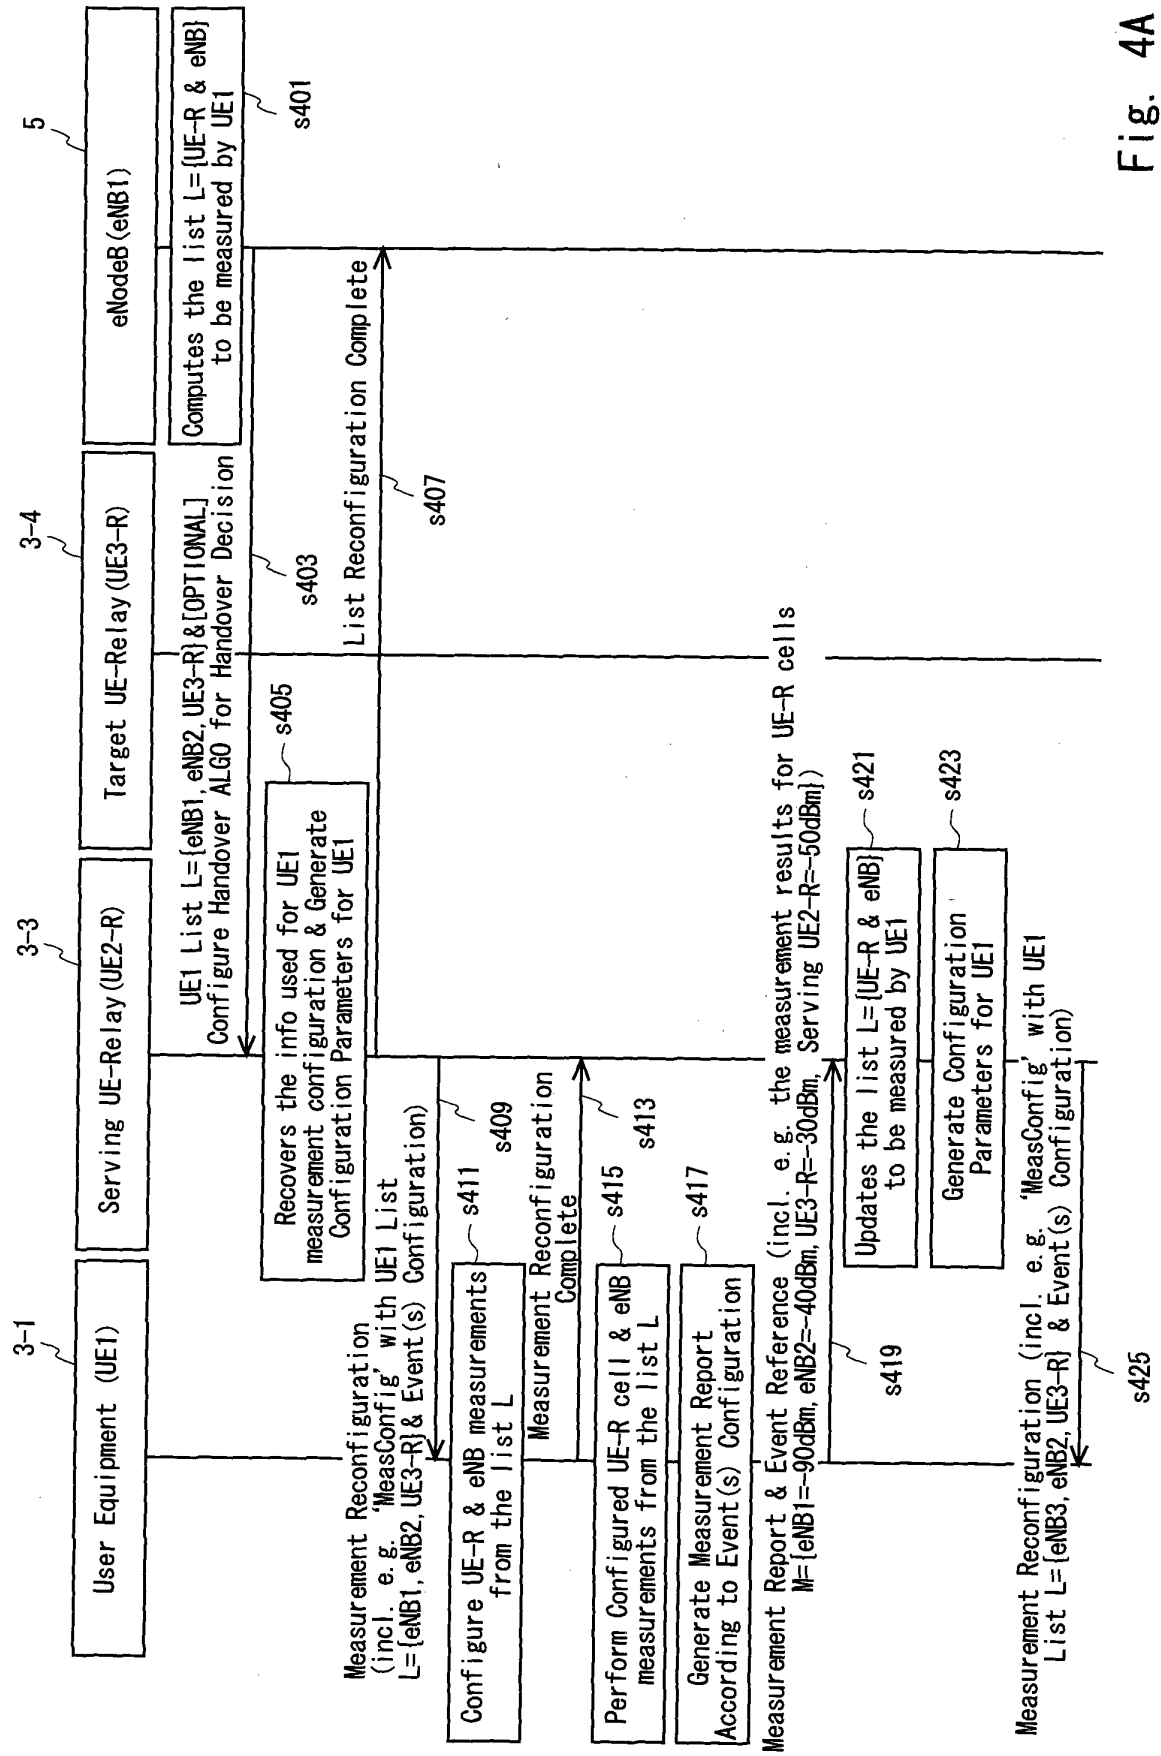 3-1
3-3
3-4
5
User Equipment (UE1)
Serving UE-Relay(UE2-R)
Target UE-Relay(UE3-R)
eNodeB(eNB1)
Computes the list L={UE-R & eNB}
to be measured by UE1
s401
UE1 List L={eNB1, eNB2, UE3-R}&[OPTIONAL]
Configure Handover ALGO for Handover Decision
s403
Recovers the info used for UE1
measurement configuration & Generate
Configuration Parameters for UE1
s405
List Reconfiguration Complete
s407
Measurement Reconfiguration
(incl. e.g. 'MeasConfig' with UE1 List
L={eNB1, eNB2, UE3-R}& Event(s) Configuration)
s409
Configure UE-R & eNB measurements
from the list L
s411
Measurement Reconfiguration
Complete
s413
Perform Configured UE-R cell & eNB
measurements from the list L
s415
Generate Measurement Report
According to Event(s) Configuration
s417
Measurement Report & Event Reference (incl. e.g. the measurement results for UE-R cells
M={eNB1=-90dBm, eNB2=-40dBm, UE3-R=-30dBm, Serving UE2-R=-50dBm})
s419
Updates the list L={UE-R & eNB}
to be measured by UE1
s421
Generate Configuration
Parameters for UE1
s423
Measurement Reconfiguration (incl. e.g. 'MeasConfig' with UE1
List L={eNB3, eNB2, UE3-R} & Event(s) Configuration)
s425
Fig. 4A